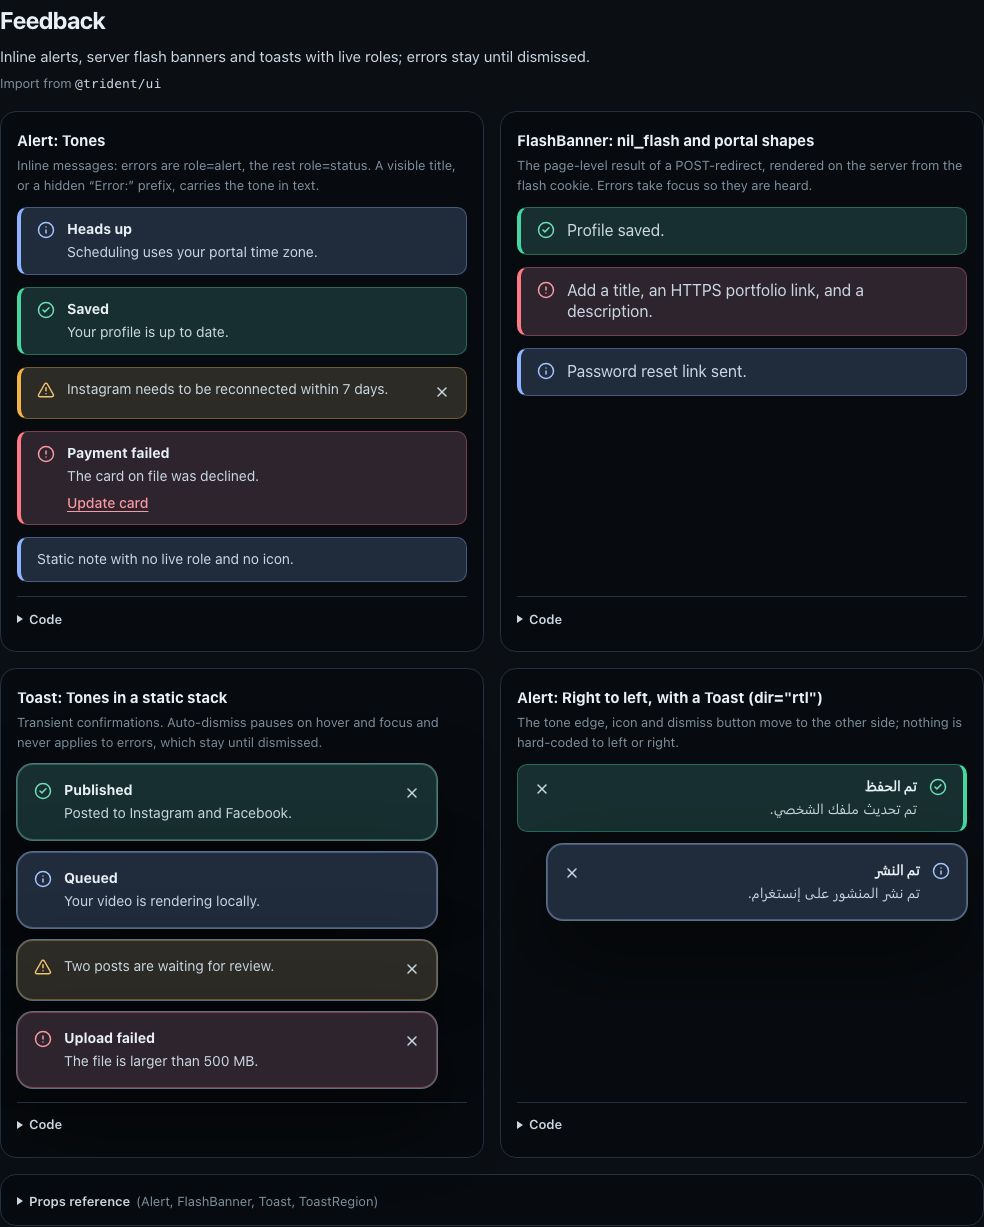 Feedback
Inline alerts, server flash banners and toasts with live roles; errors stay until dismissed.
Import from @trident/ui
Alert: Tones
Inline messages: errors are role=alert, the rest role=status. A visible title,
or a hidden “Error:” prefix, carries the tone in text.
Heads up
Scheduling uses your portal time zone.
Saved
Your profile is up to date.
Instagram needs to be reconnected within 7 days.
Payment failed
The card on file was declined.
Update card
Static note with no live role and no icon.
Code
FlashBanner: nil_flash and portal shapes
The page-level result of a POST-redirect, rendered on the server from the
flash cookie. Errors take focus so they are heard.
Profile saved.
Add a title, an HTTPS portfolio link, and a
description.
Password reset link sent.
Code
Toast: Tones in a static stack
Transient confirmations. Auto-dismiss pauses on hover and focus and
never applies to errors, which stay until dismissed.
Published
Posted to Instagram and Facebook.
Queued
Your video is rendering locally.
Two posts are waiting for review.
Upload failed
The file is larger than 500 MB.
Code
Alert: Right to left, with a Toast (dir="rtl")
The tone edge, icon and dismiss button move to the other side; nothing is
hard-coded to left or right.
تم الحفظ
تم تحديث ملفك الشخصي.
تم النشر
تم نشر المنشور على إنستغرام.
Code
Props reference (Alert, FlashBanner, Toast, ToastRegion)